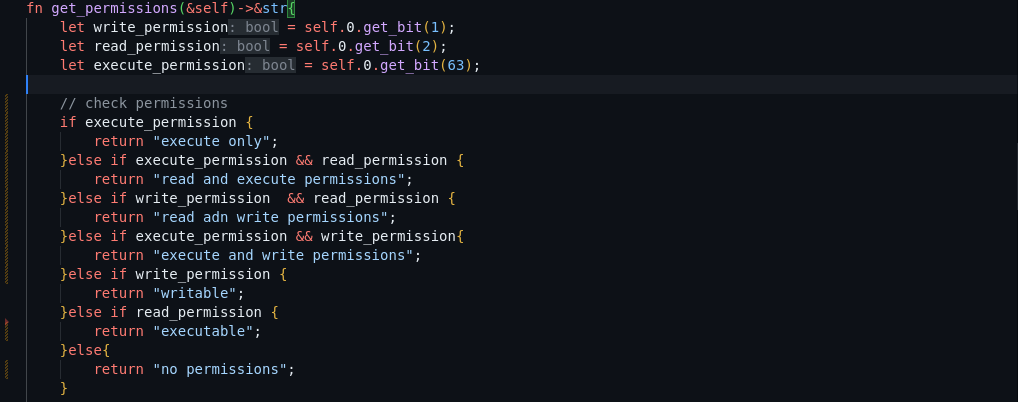 fn get_permissions(&self)->&str{
    let write_permission: bool = self.0.get_bit(1);
    let read_permission: bool = self.0.get_bit(2);
    let execute_permission: bool = self.0.get_bit(63);

    // check permissions
    if execute_permission {
        return "execute only";
    }else if execute_permission && read_permission {
        return "read and execute permissions";
    }else if write_permission  && read_permission {
        return "read adn write permissions";
    }else if execute_permission && write_permission{
        return "execute and write permissions";
    }else if write_permission {
        return "writable";
    }else if read_permission {
        return "executable";
    }else{
        return "no permissions";
    }